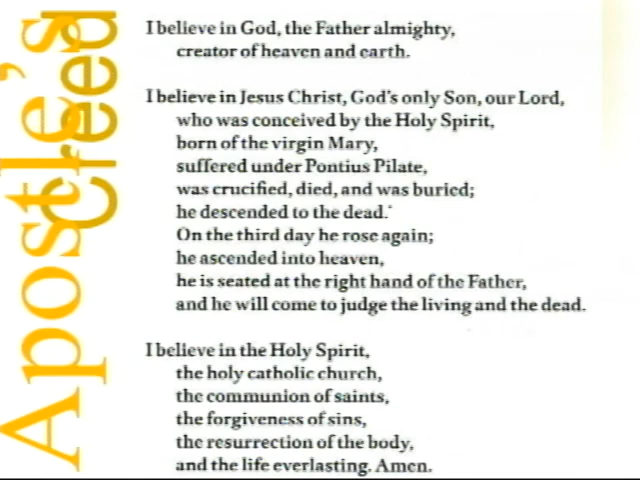 Apostle's
Creed
I believe in God, the Father almighty,
creator of heaven and earth.
I believe in Jesus Christ, God's only Son, our Lord,
who was conceived by the Holy Spirit,
born of the virgin Mary,
suffered under Pontius Pilate,
was crucified, died, and was buried;
he descended to the dead.*
On the third day he rose again;
he ascended into heaven,
he is seated at the right hand of the Father,
and he will come to judge the living and the dead.
I believe in the Holy Spirit,
the holy catholic church,
the communion of saints,
the forgiveness of sins,
the resurrection of the body,
and the life everlasting. Amen.